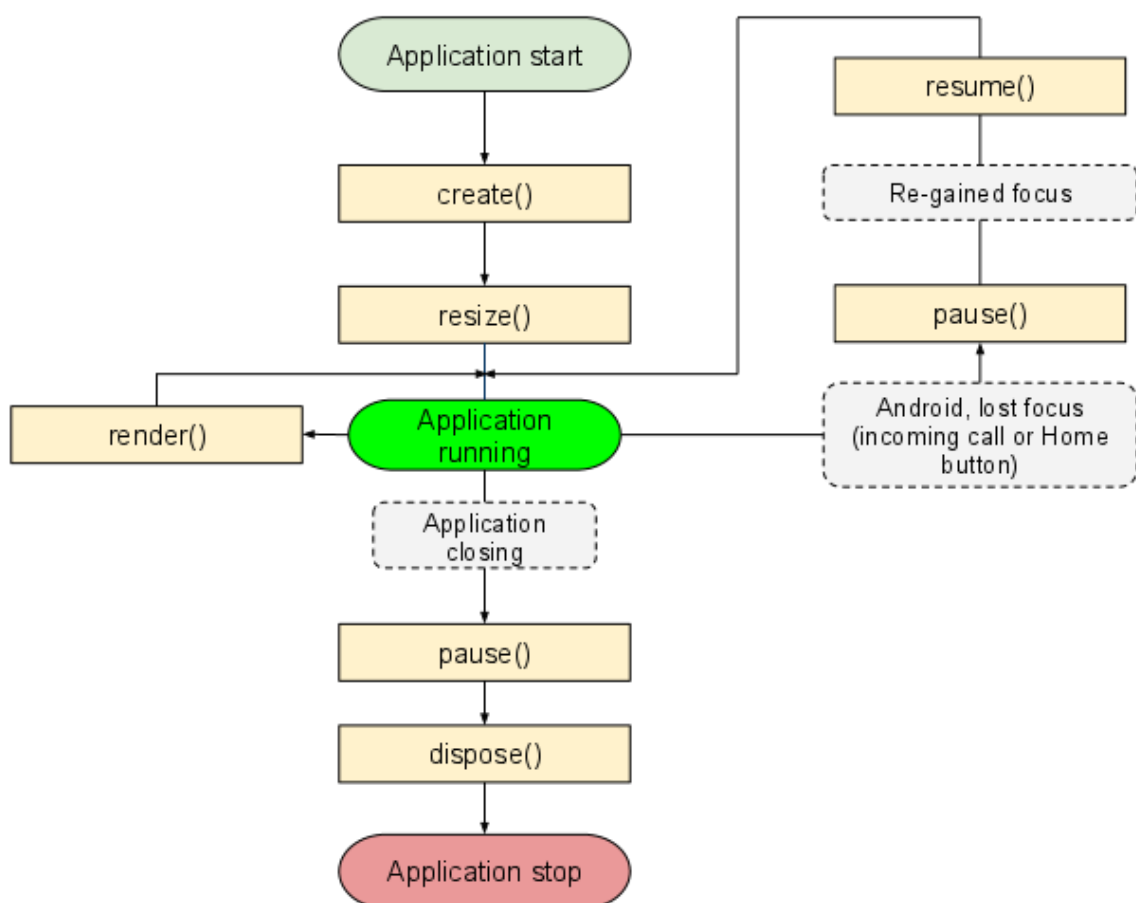 Application start
resume()
create()
Re-gained focus
resize()
pause()
render()
Application
running
Android, lost focus
(incoming call or Home
button)
Application
closing
pause()
dispose()
Application stop